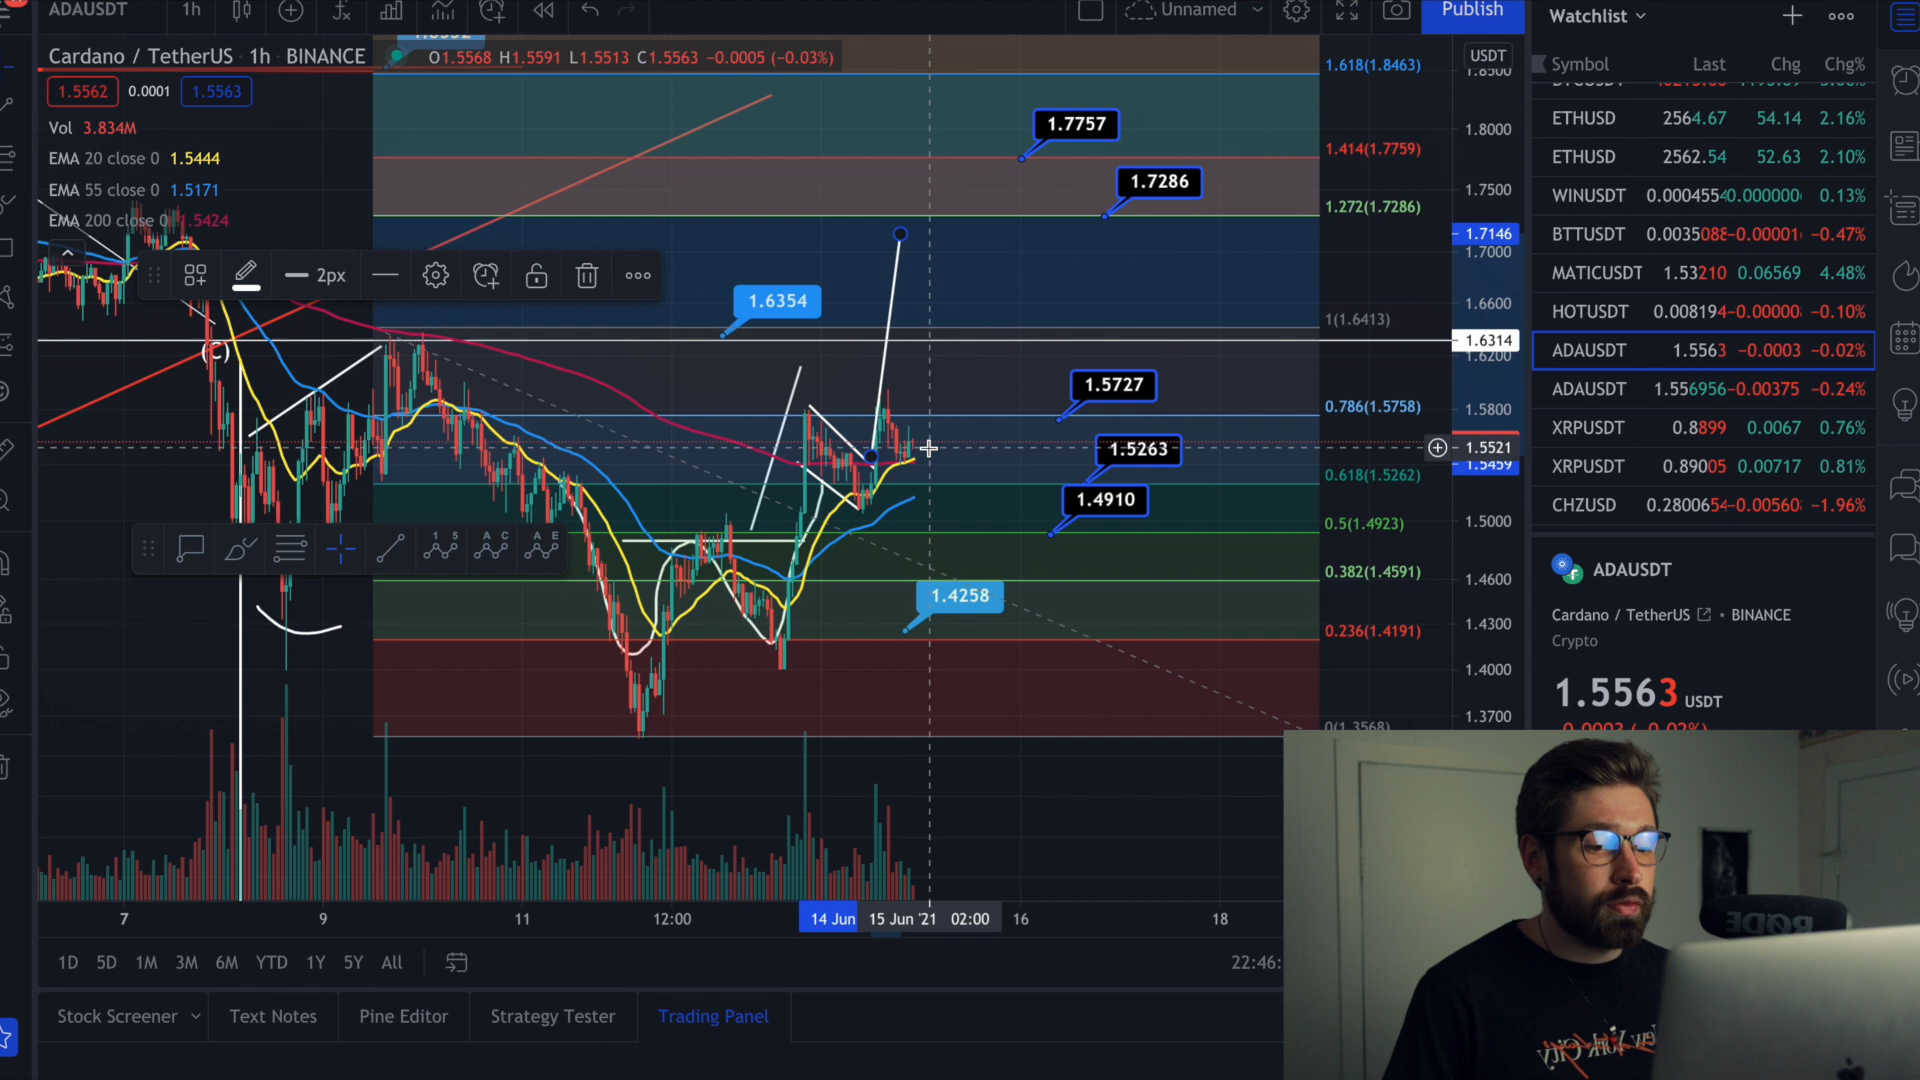 ADAUSDT 1h Unnamed Publish Watchlist
Cardano / TetherUS · 1h · BINANCE O1.5568 H1.5591 L1.5513 C1.5563 −0.0005 (−0.03%)
USDT
1.5562 0.0001 1.5563
Vol 3.834M
EMA 20 close 0 1.5444
EMA 55 close 0 1.5171
EMA 200 close 0 1.5424
2px
(C)
1.7757
1.7286
1.6354
1.5727
1.5263
1.4910
1.4258
1.618(1.8463)
1.414(1.7759)
1.272(1.7286)
1(1.6413)
0.786(1.5758)
0.618(1.5262)
0.5(1.4923)
0.382(1.4591)
0.236(1.4191)
0(1.3568)
1.8500
1.8000
1.7500
1.7146
1.7000
1.6600
1.6314
1.6200
1.5800
1.5521
1.5459
1.5000
1.4600
1.4300
1.4000
1.3700
Symbol Last Chg Chg%
ETHUSD 2564.67 54.14 2.16%
ETHUSD 2562.54 52.63 2.10%
WINUSDT 0.0004554 0.000000 0.13%
BTTUSDT 0.0035088 −0.00001 −0.47%
MATICUSDT 1.53210 0.06569 4.48%
HOTUSDT 0.008194 −0.00000 −0.10%
ADAUSDT 1.5563 −0.0003 −0.02%
ADAUSDT 1.556956 −0.00375 −0.24%
XRPUSDT 0.8899 0.0067 0.76%
XRPUSDT 0.89005 0.00717 0.81%
CHZUSD 0.2800654 −0.00560 −1.96%
ADAUSDT
Cardano / TetherUS • BINANCE
Crypto
1.5563 USDT
−0.0003 (−0.02%)
7 9 11 12:00 14 Jun 15 Jun '21 02:00 16 18
1D 5D 1M 3M 6M YTD 1Y 5Y All 22:46:
Stock Screener Text Notes Pine Editor Strategy Tester Trading Panel
RØDE
New York
City